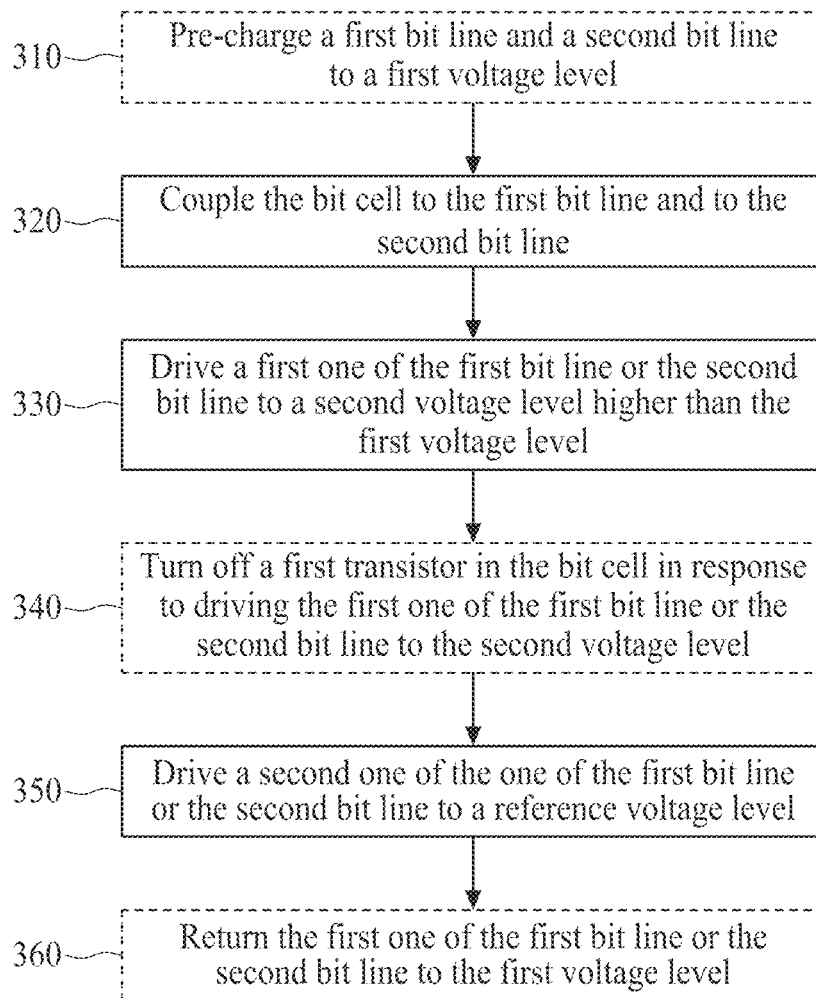 310
Pre-charge a first bit line and a second bit line
to a first voltage level
320
Couple the bit cell to the first bit line and to the
second bit line
330
Drive a first one of the first bit line or the second
bit line to a second voltage level higher than the
first voltage level
340
Turn off a first transistor in the bit cell in response
to driving the first one of the first bit line or the
second bit line to the second voltage level
350
Drive a second one of the one of the first bit line
or the second bit line to a reference voltage level
360
Return the first one of the first bit line or the
second bit line to the first voltage level